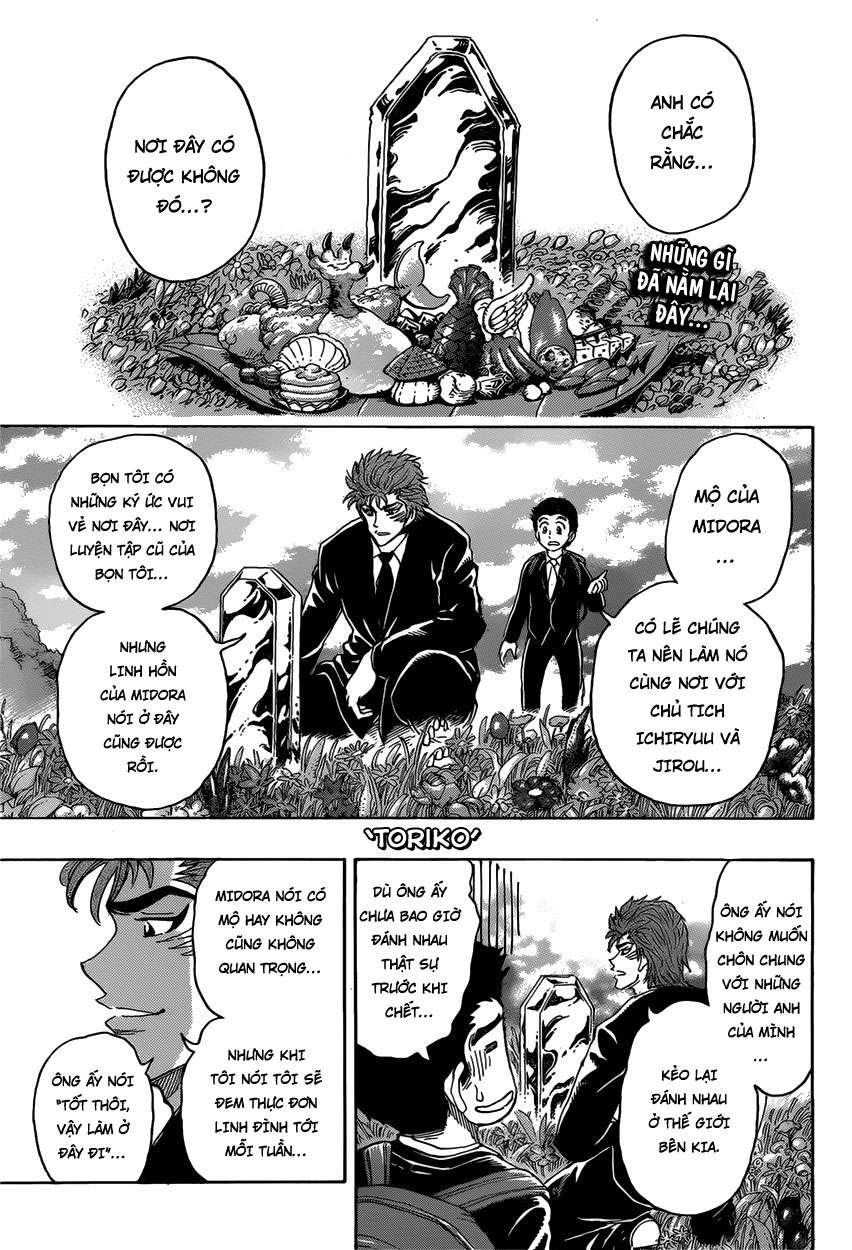 ANH CÓ
CHẮC
RẰNG...
NƠI ĐÂY CÓ
ĐƯỢC KHÔNG
ĐÓ...?
NHỮNG GÌ
ĐÃ NẰM LẠI
ĐÂY...
MỘ CỦA
MIDORA
...
CÓ LẼ CHÚNG
TA NÊN LÀM NÓ
CÙNG NƠI VỚI
CHỦ TỊCH
ICHIRYUU VÀ
JIROU...
BỌN TÔI CÓ
NHỮNG KÝ ỨC VUI
VẺ NƠI ĐÂY... NƠI
LUYỆN TẬP CŨ CỦA
BỌN TÔI...
NHƯNG
LINH HỒN
CỦA MIDORA
NÓI Ở ĐÂY
CŨNG ĐƯỢC
RỒI.
'TORIKO'
ÔNG ẤY NÓI
KHÔNG MUỐN
CHÔN CHUNG
VỚI NHỮNG
NGƯỜI ANH
CỦA MÌNH
...
KẺO LẠI
ĐÁNH NHAU
Ở THẾ GIỚI
BÊN KIA.
DÙ ÔNG ẤY
CHƯA BAO GIỜ
ĐÁNH NHAU
THẬT SỰ
TRƯỚC KHI
CHẾT...
MIDORA NÓI CÓ
MỘ HAY KHÔNG
CŨNG KHÔNG
QUAN TRỌNG...
NHƯNG KHI
TÔI NÓI TÔI SẼ
ĐEM THỰC ĐƠN
LINH ĐÌNH TỚI
MỖI TUẦN...
ÔNG ẤY NÓI
"TỐT THÔI,
VẬY LÀM Ở
ĐÂY ĐI"...